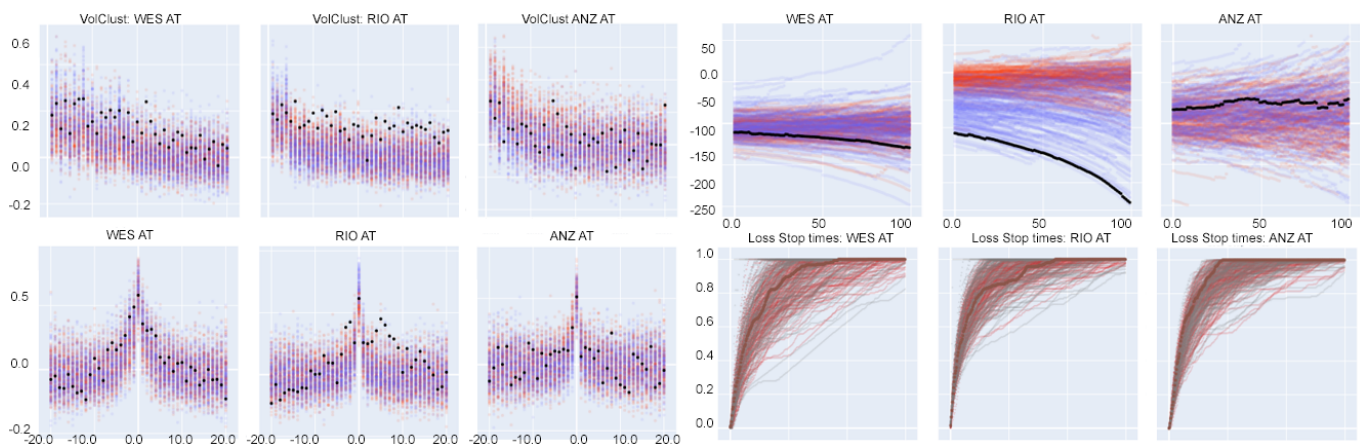 VolClust: WES AT
VolClust: RIO AT
VolClust ANZ AT
WES AT
RIO AT
ANZ AT
0.6
0.4
0.2
0.0
-0.2
50
0.0
-50
-100
-150
-200
-250
0.0 50 100
0.0 50 100
0.0 50 100
WES AT
RIO AT
ANZ AT
Loss Stop times: WES AT
Loss Stop times: RIO AT
Loss Stop times: ANZ AT
0.5
0.0
-0.2
1.0
0.8
0.6
0.4
0.2
0.0
-20.0 -10.0 0.0 10.0 20.0
-20.0 -10.0 0.0 10.0 20.0
-20.0 -10.0 0.0 10.0 20.0